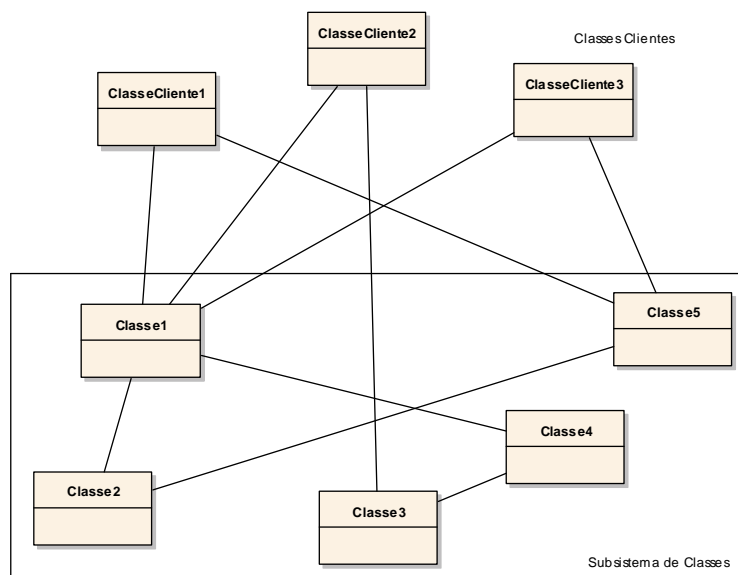 ClasseCliente2
Classes Clientes
ClasseCliente1
ClasseCliente3
Classe1
Classe5
Classe4
Classe2
Classe3
Subsistema de Classes